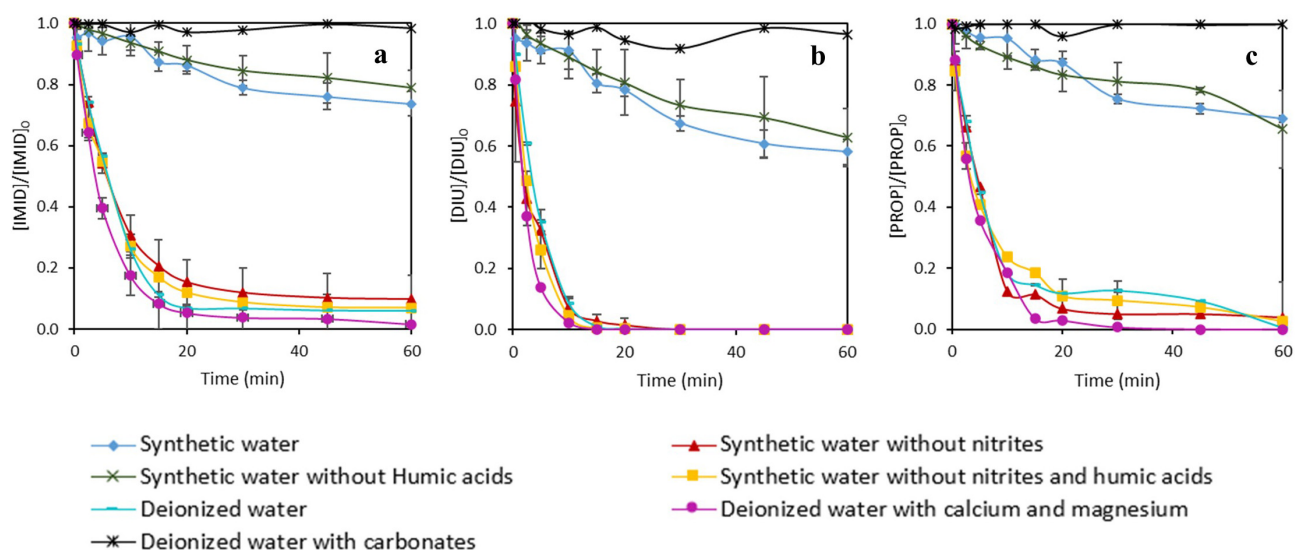 1.0
0.8
0.6
0.4
0.2
0.0
[IMID]/[IMID]₀
0
20
40
60
Time (min)
a
1.0
0.8
0.6
0.4
0.2
0.0
[DIU]/[DIU]₀
0
20
40
60
Time (min)
b
1.0
0.8
0.6
0.4
0.2
0.0
[PROP]/[PROP]₀
0
20
40
60
Time (min)
c
Synthetic water
Synthetic water without nitrites
Synthetic water without Humic acids
Synthetic water without nitrites and humic acids
Deionized water
Deionized water with calcium and magnesium
Deionized water with carbonates